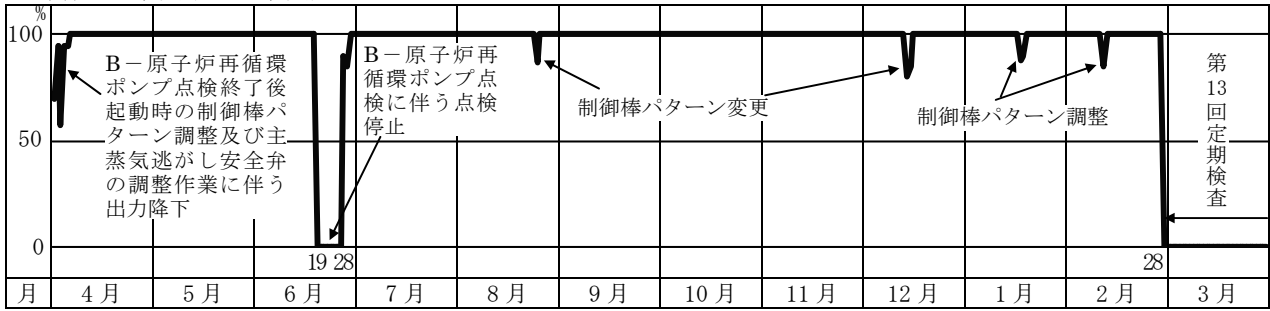 %
100
50
0
B－原子炉再循環
ポンプ点検終了後
起動時の制御棒パ
ターン調整及び主
蒸気逃がし安全弁
の調整作業に伴う
出力降下
B－原子炉再
循環ポンプ点
検に伴う点検
停止
制御棒パターン変更
制御棒パターン調整
第13回定期検査
19 28
28
月 4月 5月 6月 7月 8月 9月 10月 11月 12月 1月 2月 3月